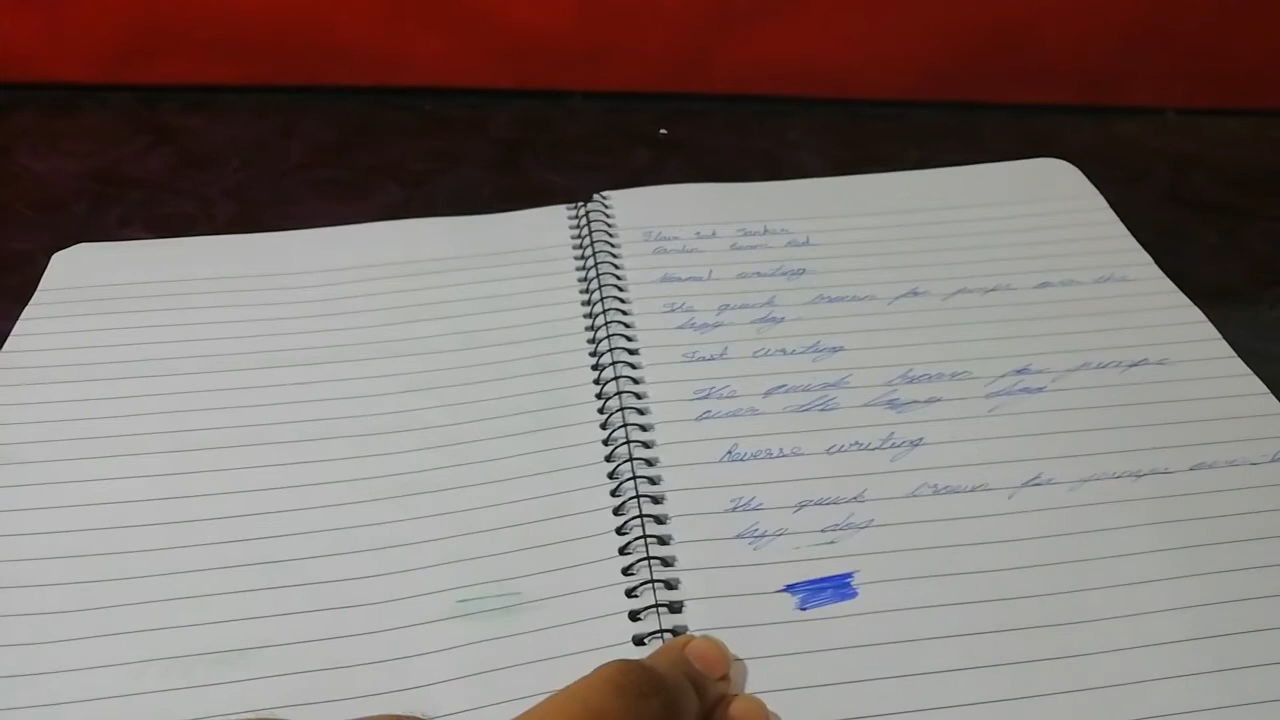 Normal writing
The quick brown fox jumps over the
lazy dog
Fast writing
The quick brown fox jumps
over the lazy dog
Reverse writing
The quick brown fox jumps over
lazy dog